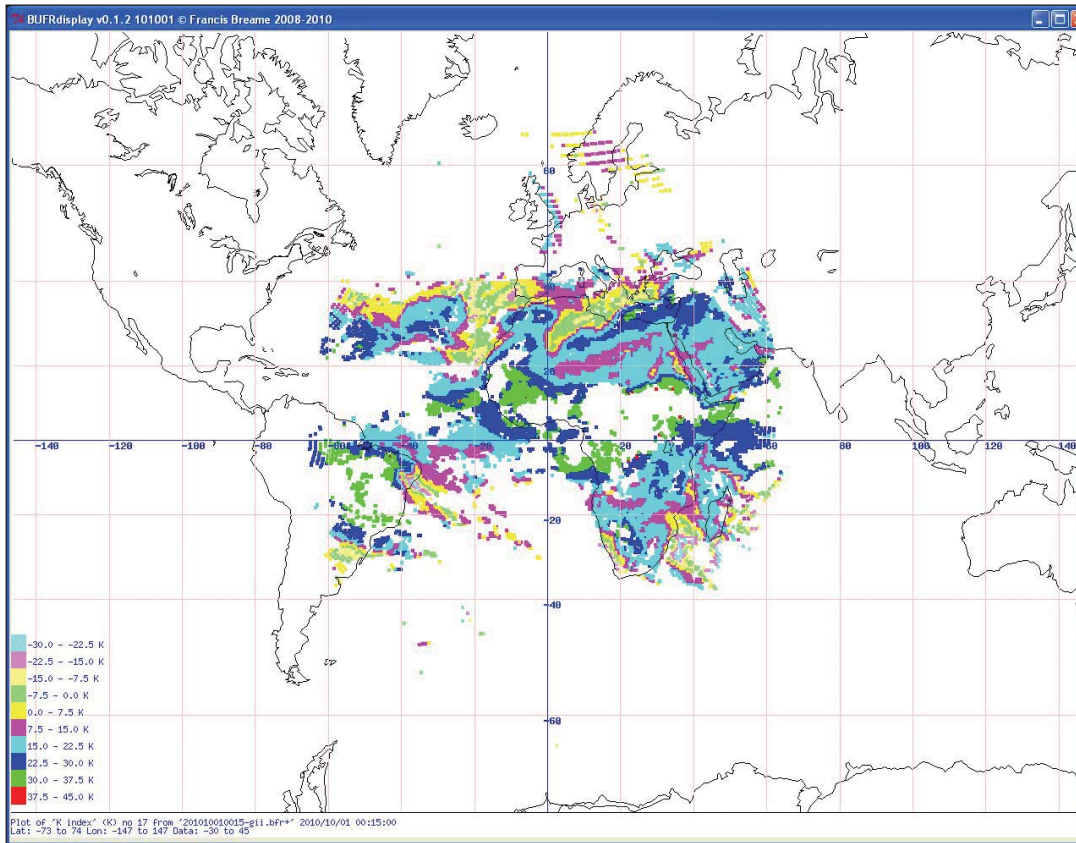 BUFRdisplay v0.1.2 101001 © Francis Breame 2008-2010
60
40
20
-140 -120 -100 -80 -60 -40 -20 20 40 60 80 100 120 140
-20
-40
-60
-30.0 - -22.5 K
-22.5 - -15.0 K
-15.0 - -7.5 K
-7.5 - 0.0 K
0.0 - 7.5 K
7.5 - 15.0 K
15.0 - 22.5 K
22.5 - 30.0 K
30.0 - 37.5 K
37.5 - 45.0 K
Plot of 'K index' (K) no 17 from '201010010015-gii.bfr+' 2010/10/01 00:15:00
Lat: -73 to 74 Lon: -147 to 147 Data: -30 to 45